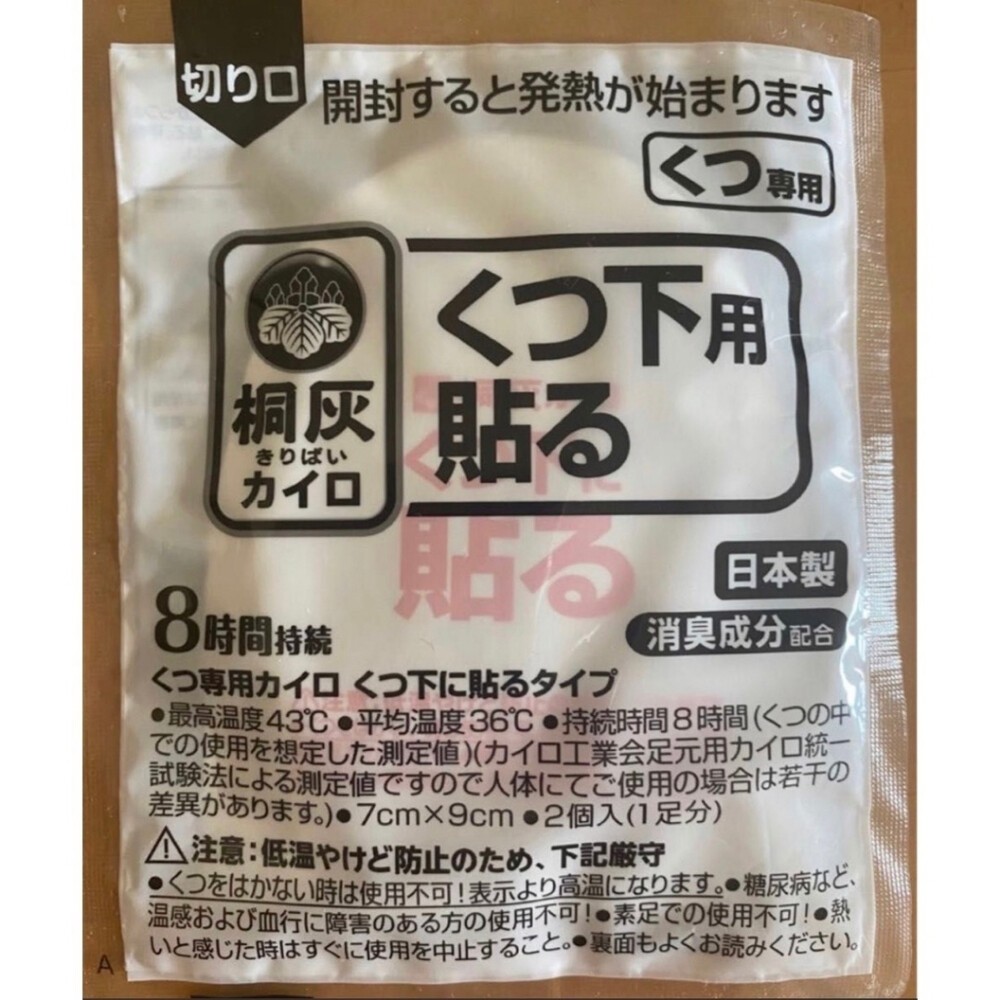 切り口
開封すると発熱が始まります
くつ専用
桐灰
きりばい
カイロ
くつ下用
貼る
くつ下に
貼る
日本製
消臭成分配合
8時間持続
くつ専用カイロ くつ下に貼るタイプ
●最高温度43℃ ●平均温度36℃ ●持続時間8時間(くつの中
での使用を想定した測定値)(カイロ工業会足元用カイロ統一
試験法による測定値ですので人体にてご使用の場合は若干の
差異があります。)●7cm×9cm ●2個入(1足分)
⚠注意:低温やけど防止のため、下記厳守
●くつをはかない時は使用不可!表示より高温になります。●糖尿病など、
温感および血行に障害のある方の使用不可!●素足での使用不可!●熱
いと感じた時はすぐに使用を中止すること。●裏面もよくお読みください。
A